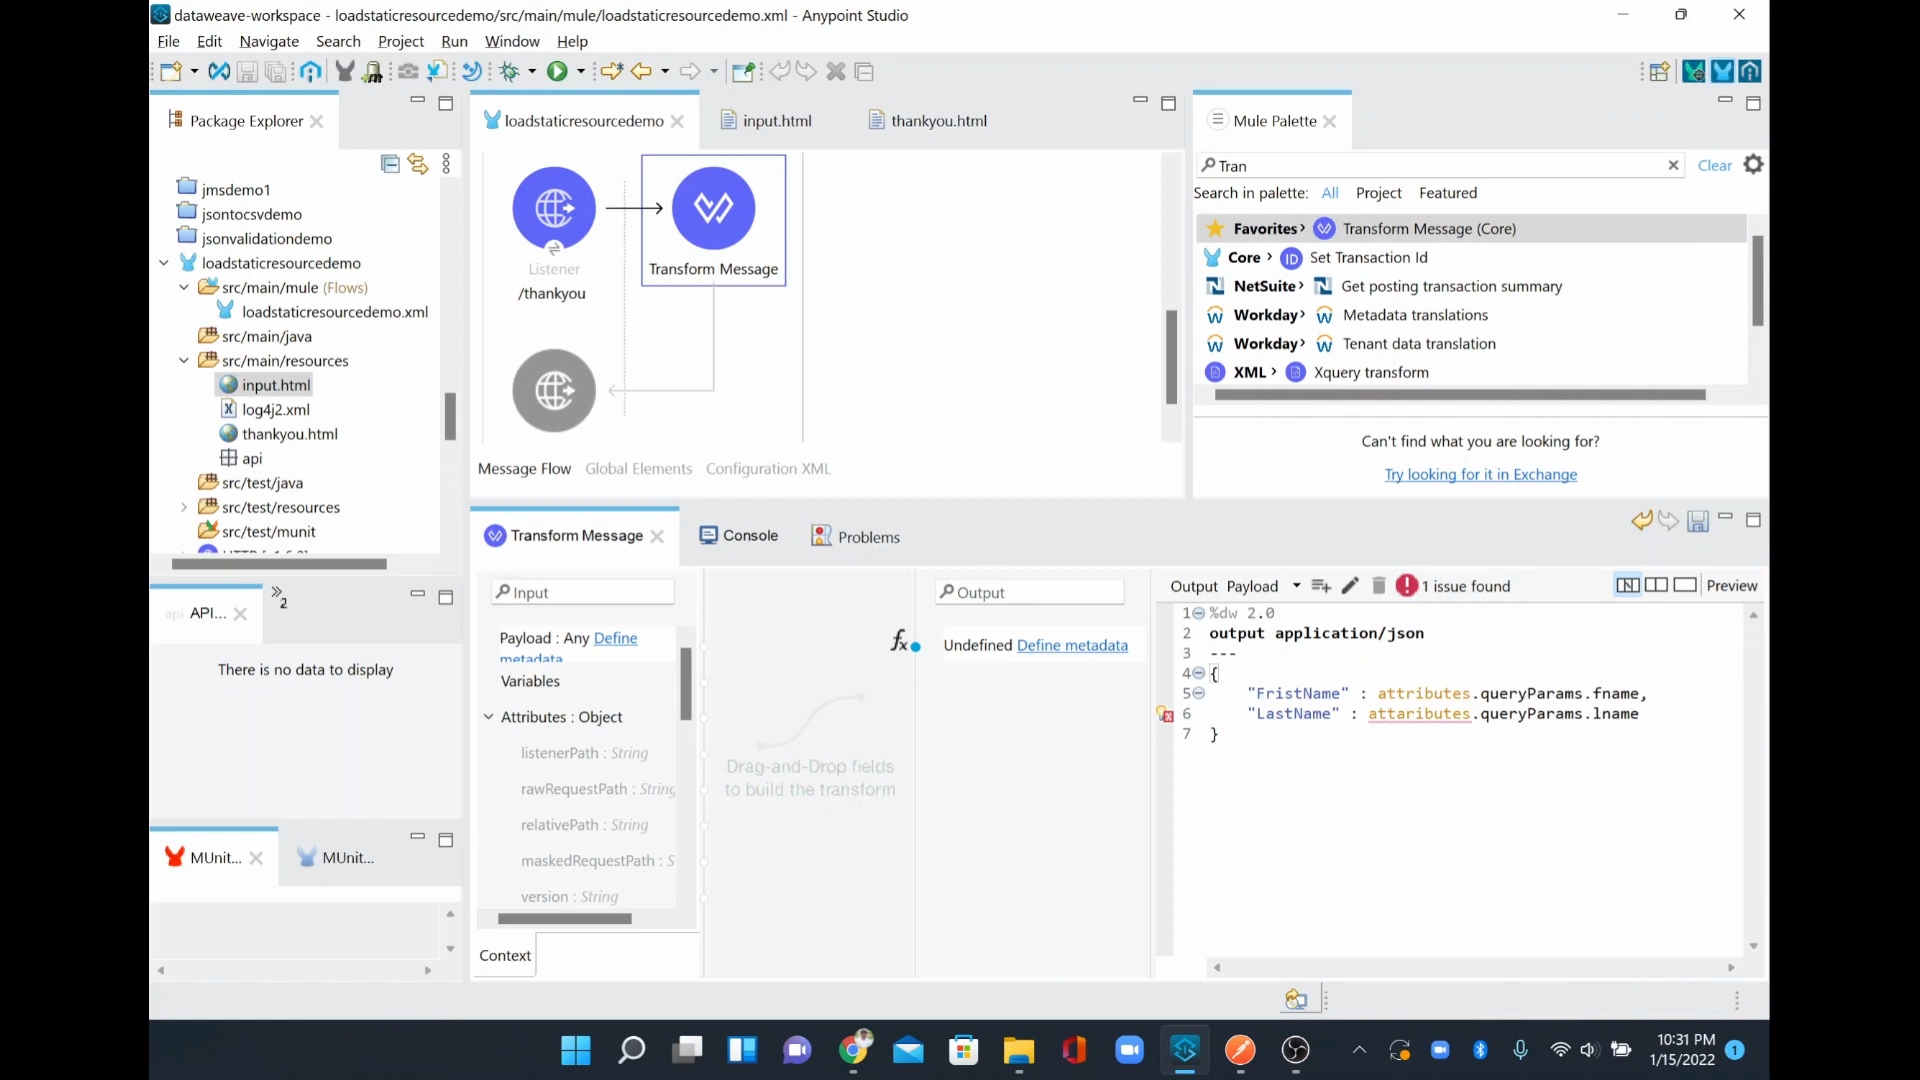 dataweave-workspace - loadstaticresourcedemo/src/main/mule/loadstaticresourcedemo.xml - Anypoint Studio
File Edit Navigate Search Project Run Window Help
Package Explorer
jmsdemo1
jsontocsvdemo
jsonvalidationdemo
loadstaticresourcedemo
src/main/mule (Flows)
loadstaticresourcedemo.xml
src/main/java
src/main/resources
input.html
log4j2.xml
thankyou.html
api
src/test/java
src/test/resources
src/test/munit
api API...
2
There is no data to display
MUnit...
MUnit...
loadstaticresourcedemo
input.html
thankyou.html
Listener
/thankyou
Transform Message
Message Flow Global Elements Configuration XML
Mule Palette
Tran
Clear
Search in palette: All Project Featured
Favorites Transform Message (Core)
Core ID Set Transaction Id
NetSuite N Get posting transaction summary
Workday Metadata translations
Workday Tenant data translation
XML Xquery transform
Can't find what you are looking for?
Try looking for it in Exchange
Transform Message
Console
Problems
Input
Payload : Any Define
metadata
Variables
Attributes : Object
listenerPath : String
rawRequestPath : String
relativePath : String
maskedRequestPath : S
version : String
Context
fx
Drag-and-Drop fields
to build the transform
Output
Undefined Define metadata
Output Payload 1 issue found Preview
1 %dw 2.0
2 output application/json
3 ---
4 {
5 "FristName" : attributes.queryParams.fname,
6 "LastName" : attaributes.queryParams.lname
7 }
10:31 PM
1/15/2022
1